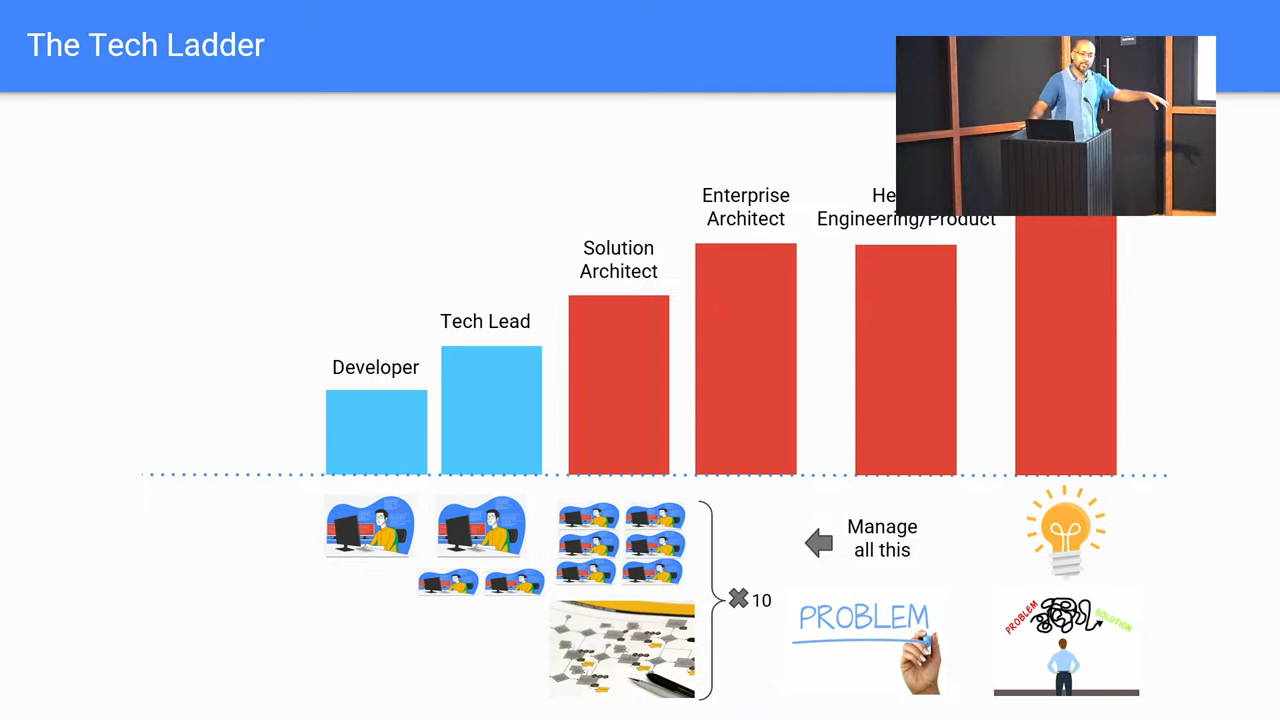 The Tech Ladder
Enterprise
Architect
Engineering/Product
Solution
Architect
Tech Lead
Developer
Manage
all this
10
PROBLEM
PROBLEM
SOLUTION